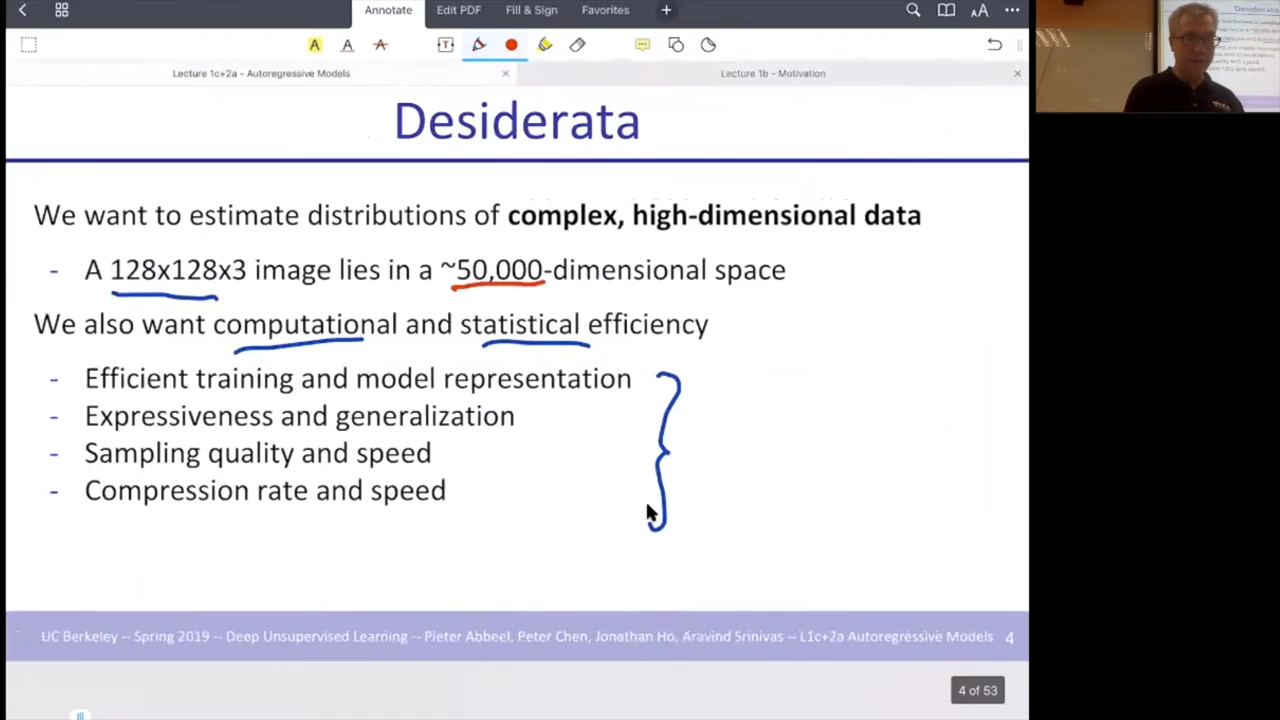 Annotate Edit PDF Fill & Sign Favorites +
Lecture 1c+2a - Autoregressive Models
Lecture 1b - Motivation
Desiderata
We want to estimate distributions of complex, high-dimensional data
- A 128x128x3 image lies in a ~50,000-dimensional space
We also want computational and statistical efficiency
- Efficient training and model representation
- Expressiveness and generalization
- Sampling quality and speed
- Compression rate and speed
UC Berkeley -- Spring 2019 -- Deep Unsupervised Learning -- Pieter Abbeel, Peter Chen, Jonathan Ho, Aravind Srinivas -- L1c+2a Autoregressive Models 4
4 of 53